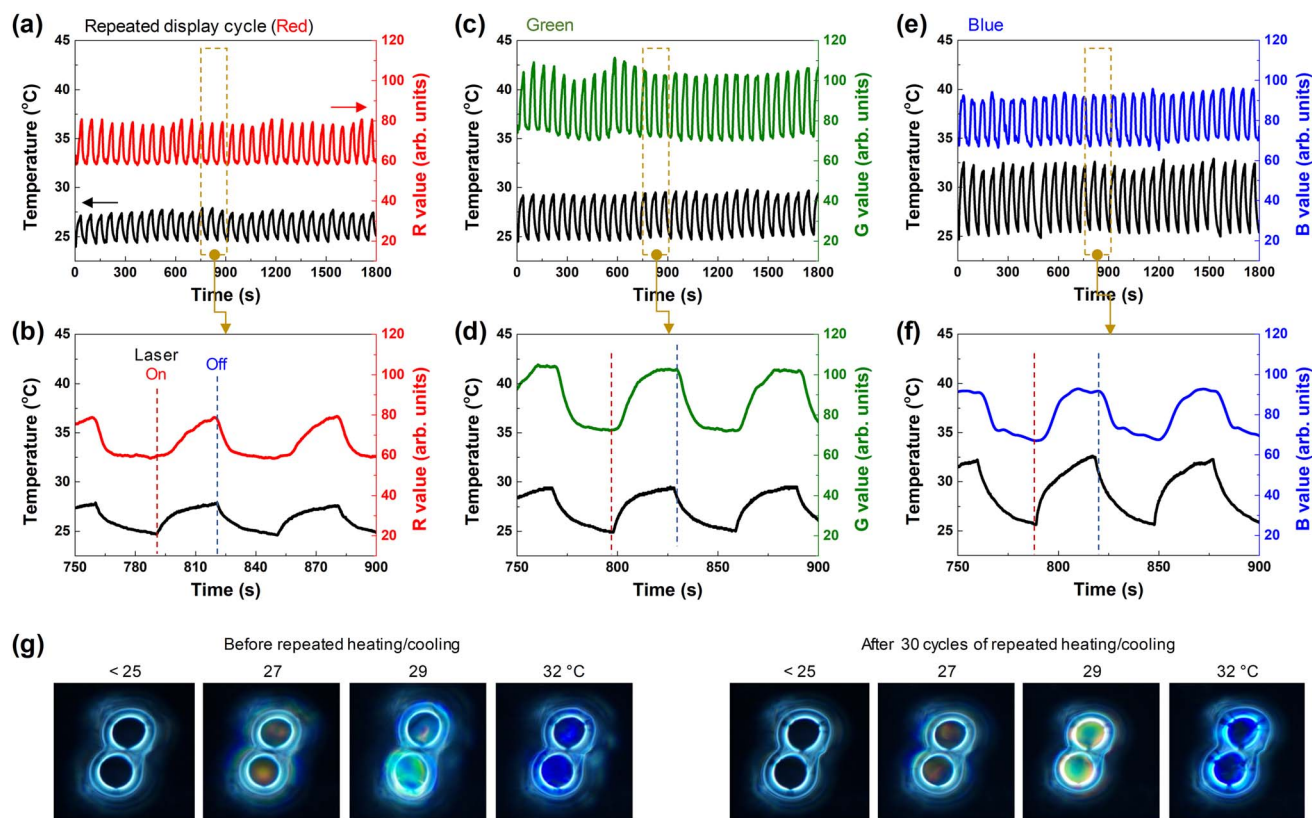 (a) Repeated display cycle (Red)
Temperature (°C)
45
40
35
30
25
120
100
80
60
40
20
R value (arb. units)
0 300 600 900 1200 1500 1800
Time (s)
(c) Green
Temperature (°C)
45
40
35
30
25
120
100
80
60
40
20
G value (arb. units)
0 300 600 900 1200 1500 1800
Time (s)
(e) Blue
Temperature (°C)
45
40
35
30
25
120
100
80
60
40
20
B value (arb. units)
0 300 600 900 1200 1500 1800
Time (s)
(b)
Laser
On
Off
Temperature (°C)
45
40
35
30
25
120
100
80
60
40
20
R value (arb. units)
750 780 810 840 870 900
Time (s)
(d)
Temperature (°C)
45
40
35
30
25
120
100
80
60
40
20
G value (arb. units)
750 800 850 900
Time (s)
(f)
Temperature (°C)
45
40
35
30
25
120
100
80
60
40
20
B value (arb. units)
750 800 850 900
Time (s)
(g)
Before repeated heating/cooling
< 25 27 29 32 °C
After 30 cycles of repeated heating/cooling
< 25 27 29 32 °C